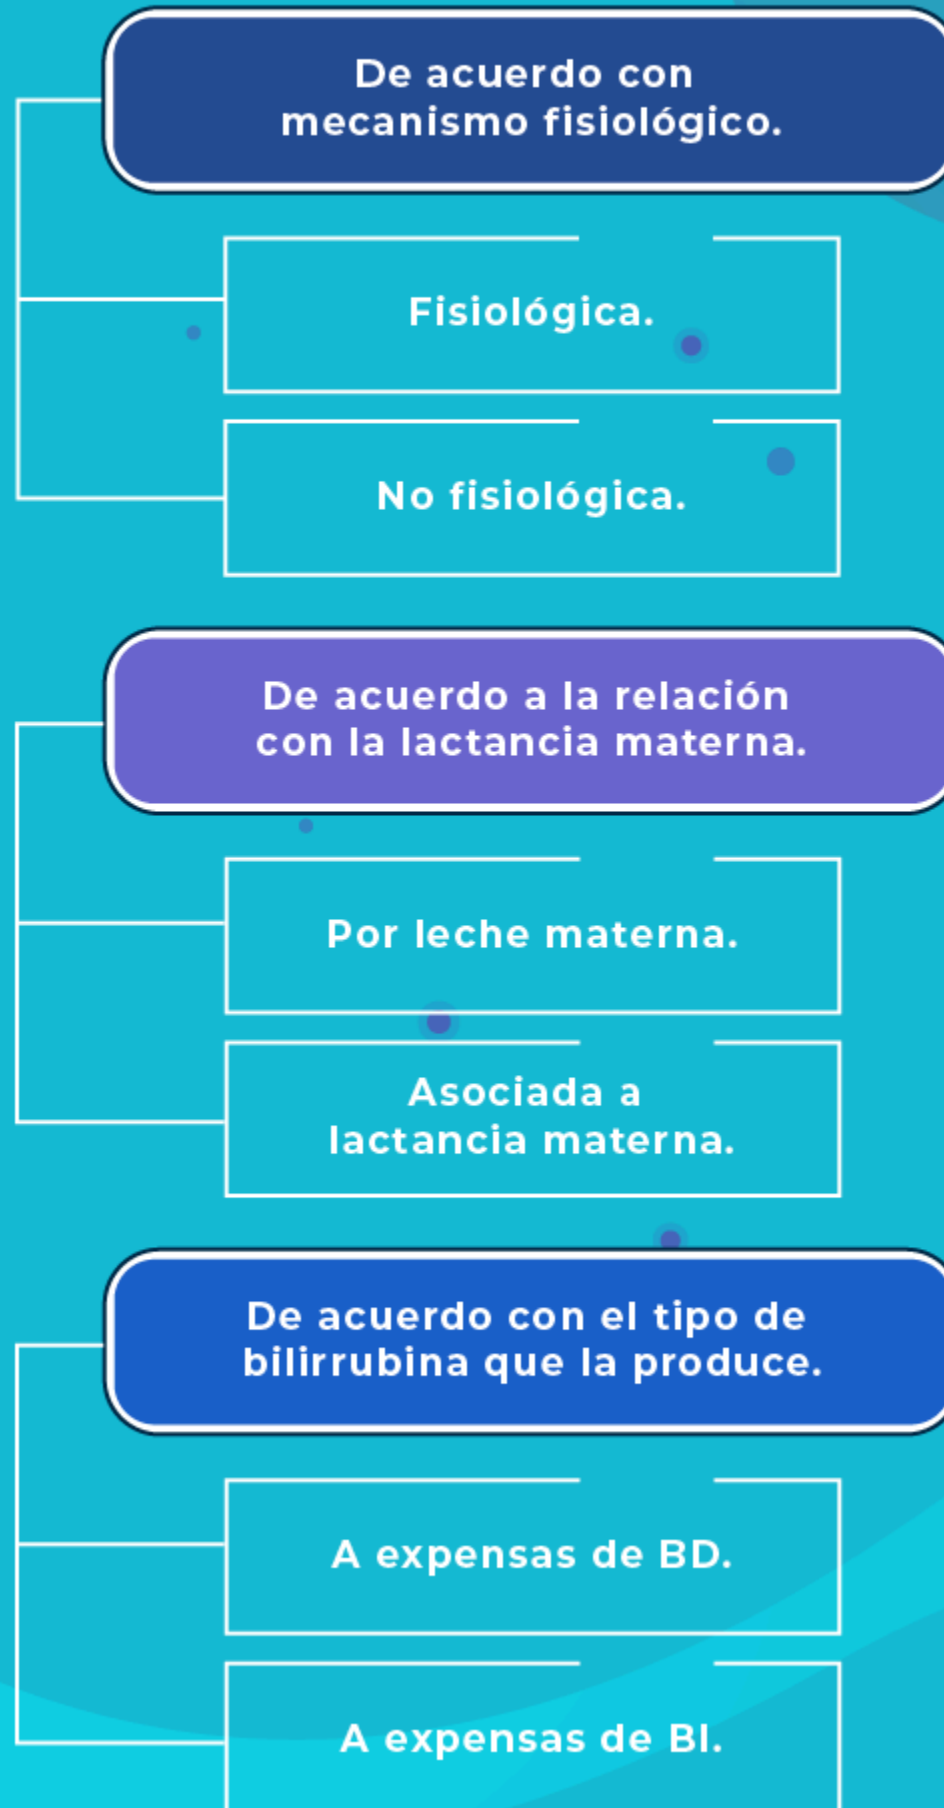 De acuerdo con
mecanismo fisiológico.
Fisiológica.
No fisiológica.
De acuerdo a la relación
con la lactancia materna.
Por leche materna.
Asociada a
lactancia materna.
De acuerdo con el tipo de
bilirrubina que la produce.
A expensas de BD.
A expensas de BI.